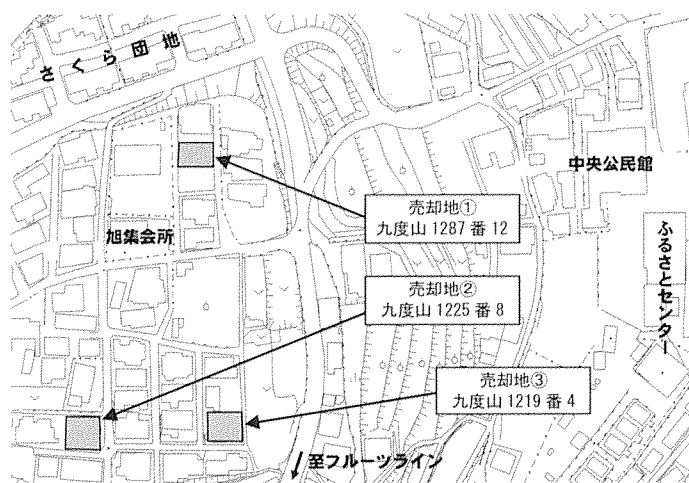 さくら団地
中央公民館
売却地①
九度山 1287 番 12
旭集会所
ふるさとセンター
売却地②
九度山 1225 番 8
売却地③
九度山 1219 番 4
至フルーツライン